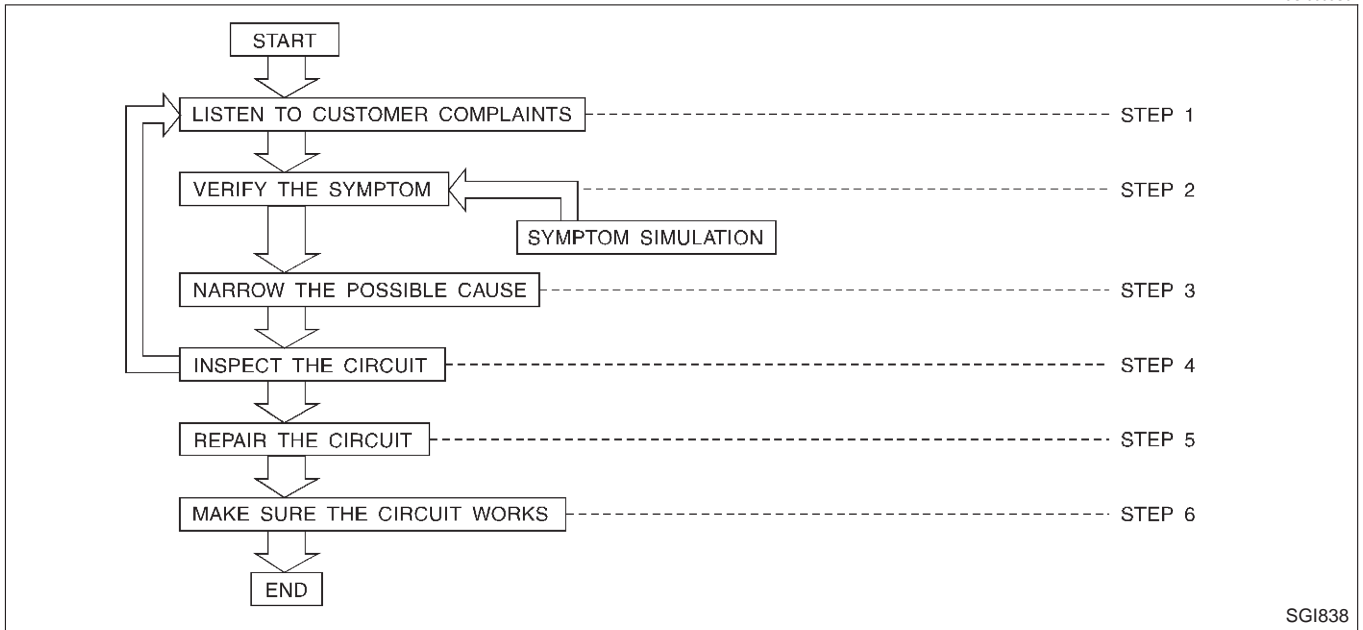 START
LISTEN TO CUSTOMER COMPLAINTS STEP 1
VERIFY THE SYMPTOM STEP 2
SYMPTOM SIMULATION
NARROW THE POSSIBLE CAUSE STEP 3
INSPECT THE CIRCUIT STEP 4
REPAIR THE CIRCUIT STEP 5
MAKE SURE THE CIRCUIT WORKS STEP 6
END
SGI838